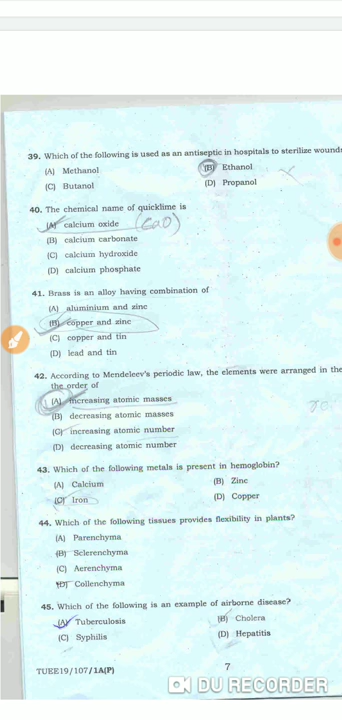 39. Which of the following is used as an antiseptic in hospitals to sterilize wounds
(A) Methanol (B) Ethanol
(C) Butanol (D) Propanol
40. The chemical name of quicklime is
(A) calcium oxide (CaO)
(B) calcium carbonate
(C) calcium hydroxide
(D) calcium phosphate
41. Brass is an alloy having combination of
(A) aluminium and zinc
(B) copper and zinc
(C) copper and tin
(D) lead and tin
42. According to Mendeleev's periodic law, the elements were arranged in the
the order of
(A) increasing atomic masses
(B) decreasing atomic masses
(C) increasing atomic number
(D) decreasing atomic number
43. Which of the following metals is present in hemoglobin?
(A) Calcium (B) Zinc
(C) Iron (D) Copper
44. Which of the following tissues provides flexibility in plants?
(A) Parenchyma
(B) Sclerenchyma
(C) Aerenchyma
(D) Collenchyma
45. Which of the following is an example of airborne disease?
(A) Tuberculosis (B) Cholera
(C) Syphilis (D) Hepatitis
TUEE19/107/1A(P) 7
DU RECORDER